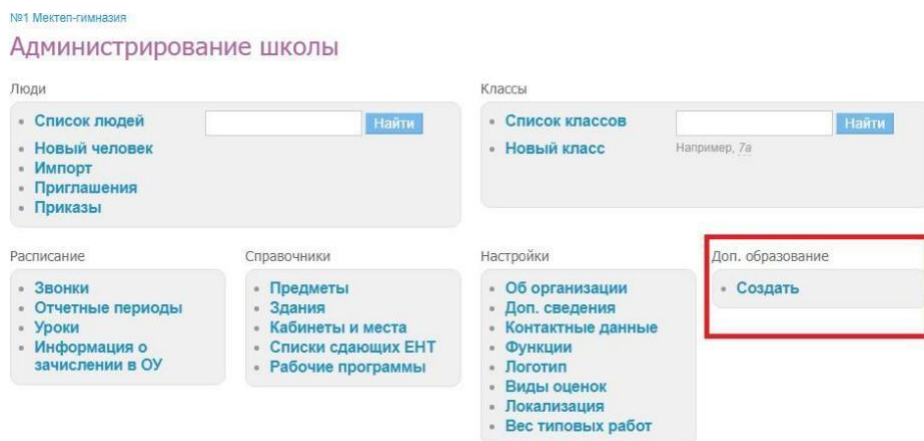 №1 Мектеп-гимназия
Администрирование школы
Люди
Список людей
Найти
Новый человек
Импорт
Приглашения
Приказы
Классы
Список классов
Найти
Новый класс
Например, 7а
Расписание
Звонки
Отчетные периоды
Уроки
Информация о
зачислении в ОУ
Справочники
Предметы
Здания
Кабинеты и места
Списки сдающих ЕНТ
Рабочие программы
Настройки
Об организации
Доп. сведения
Контактные данные
Функции
Логотип
Виды оценок
Локализация
Вес типовых работ
Доп. образование
Создать